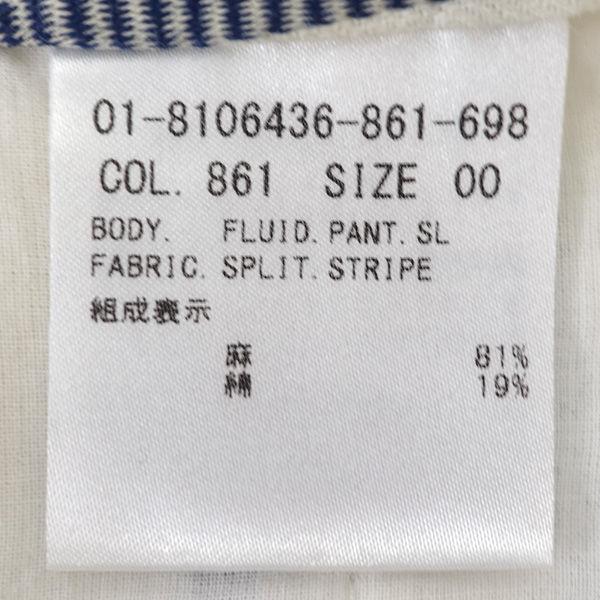 01-8106436-861-698
COL. 861 SIZE 00
BODY. FLUID. PANT. SL
FABRIC. SPLIT. STRIPE
組成表示
麻 81%
綿 19%